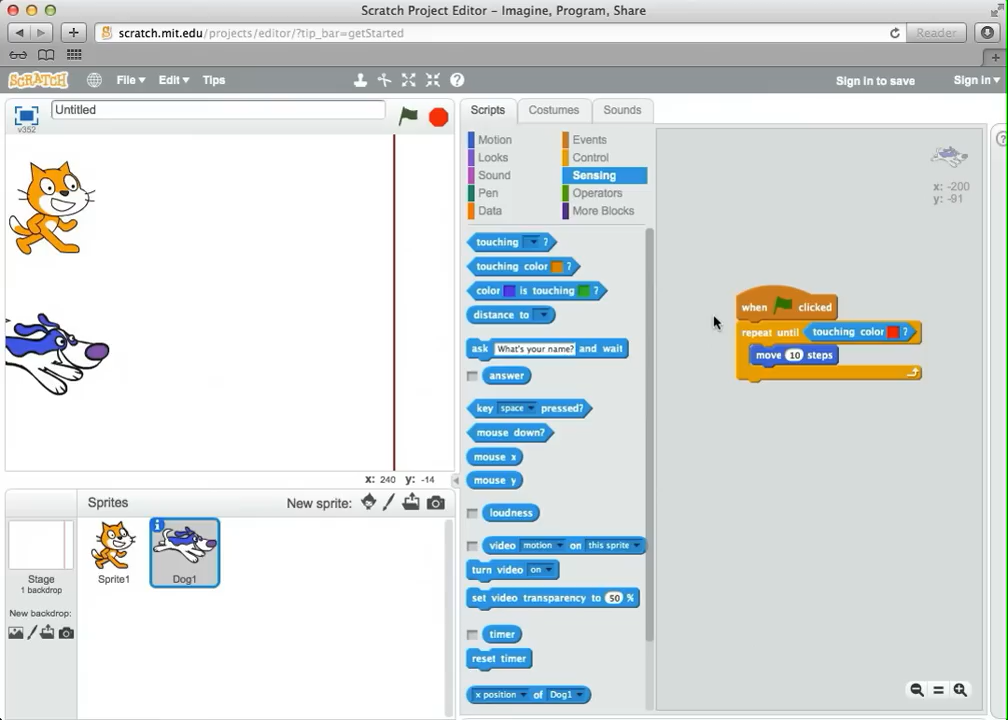 Scratch Project Editor - Imagine, Program, Share
scratch.mit.edu/projects/editor/?tip_bar=getStarted
Reader
SCRATCH File Edit Tips
Sign in to save Sign in
v352
Untitled
Scripts Costumes Sounds
Motion
Looks
Sound
Pen
Data
Events
Control
Sensing
Operators
More Blocks
touching ?
touching color ?
color is touching ?
distance to
ask What's your name? and wait
answer
key space pressed?
mouse down?
mouse x
mouse y
loudness
video motion on this sprite
turn video on
set video transparency to 50 %
timer
reset timer
x position of Dog1
x: -200
y: -91
when clicked
repeat until touching color ?
move 10 steps
x: 240 y: -14
Sprites
New sprite:
Stage
1 backdrop
New backdrop:
Sprite1
i
Dog1
?